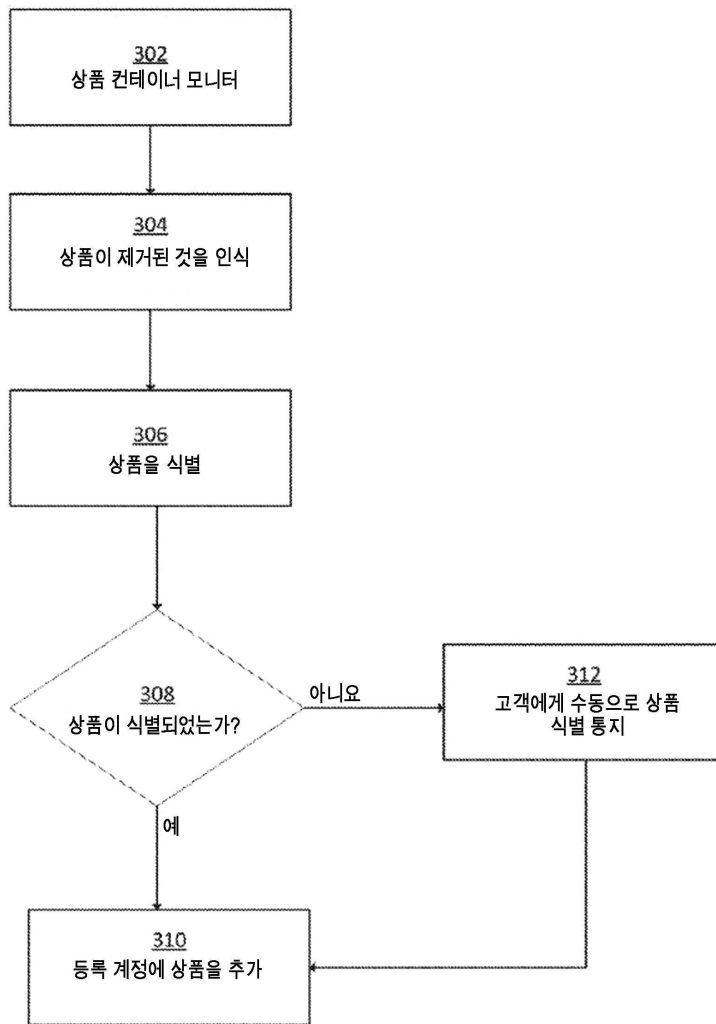 302
상품 컨테이너 모니터
304
상품이 제거된 것을 인식
306
상품을 식별
308
상품이 식별되었는가?
아니요
312
고객에게 수동으로 상품
식별 통지
예
310
등록 계정에 상품을 추가